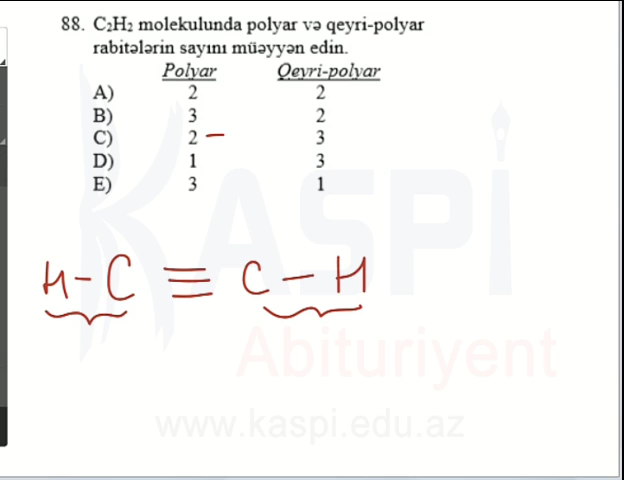 88. C₂H₂ molekulunda polyar və qeyri-polyar
rabitələrin sayını müəyyən edin.
Polyar Qeyri-polyar
A) 2 2
B) 3 2
C) 2 – 3
D) 1 3
E) 3 1
H-C ≡ C-H
KASPİ
Abituriyent
www.kaspi.edu.az